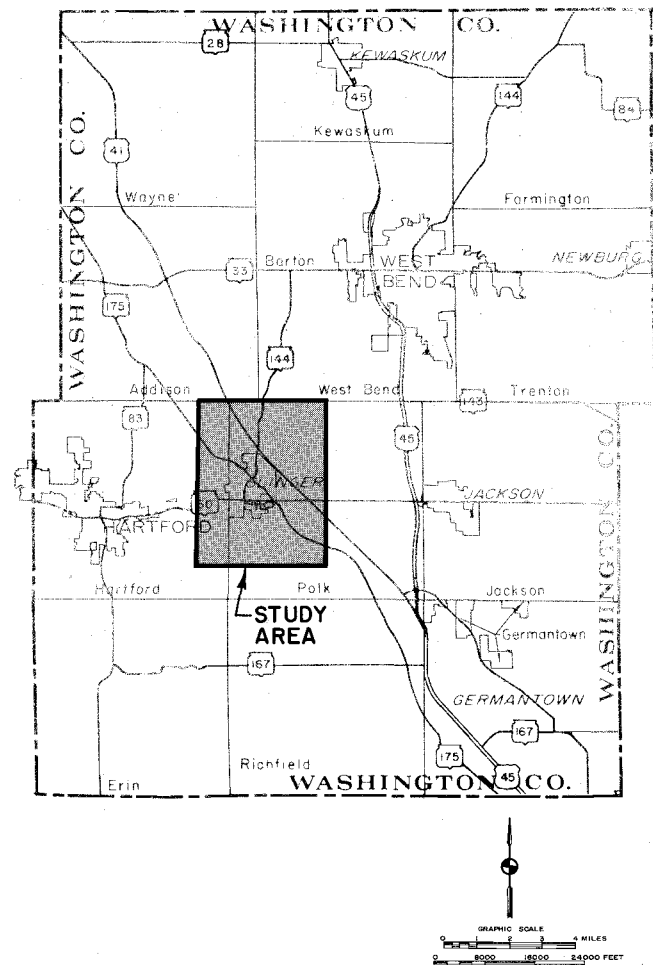 WASHINGTON CO.
28
KEWASKUM
45
144
84
Kewaskum
WASHINGTON CO.
41
Wayne
Farmington
Barton
WEST
BEND
NEWBURG
33
175
144
Addison
West Bend
Trenton
143
83
45
WASHINGTON CO.
JACKSON
HARTFORD
Hartford
Polk
Jackson
STUDY
AREA
Germantown
167
GERMANTOWN
167
Richfield
175
45
Erin
WASHINGTON CO.
GRAPHIC SCALE
0 1 2 3 4 MILES
0 8000 16000 24000 FEET